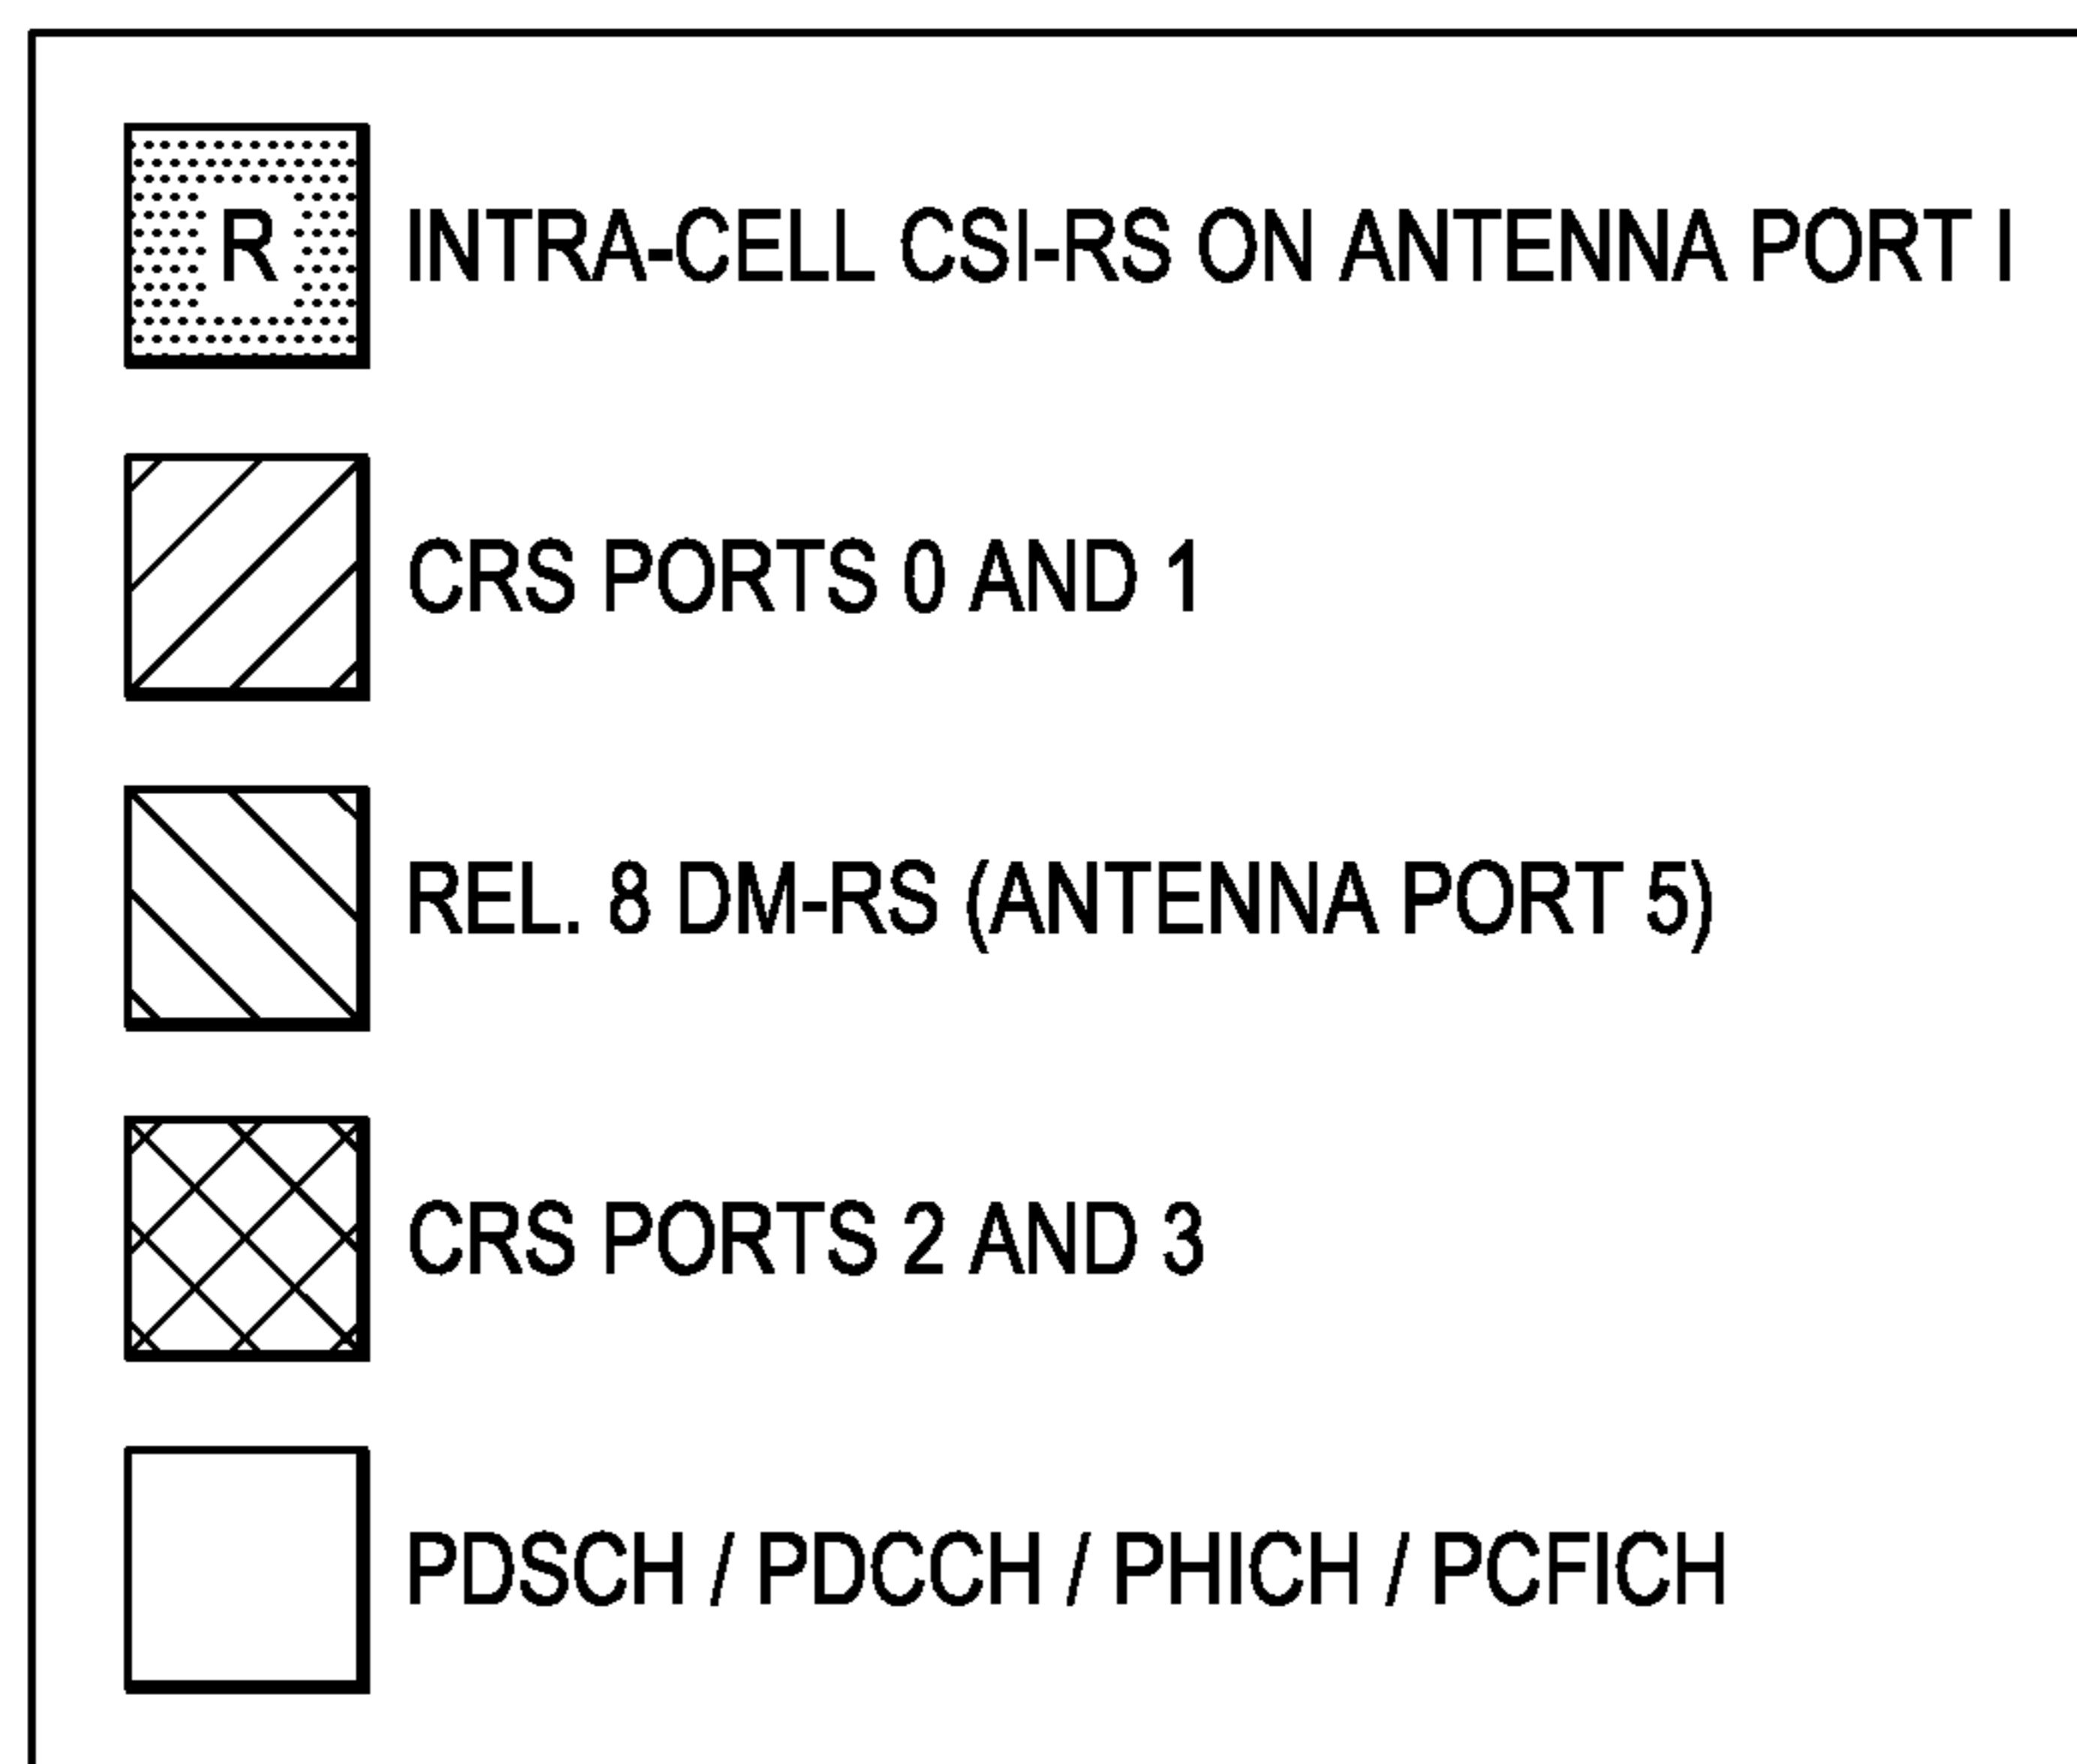 R INTRA-CELL CSI-RS ON ANTENNA PORT I
CRS PORTS 0 AND 1
REL. 8 DM-RS (ANTENNA PORT 5)
CRS PORTS 2 AND 3
PDSCH / PDCCH / PHICH / PCFICH